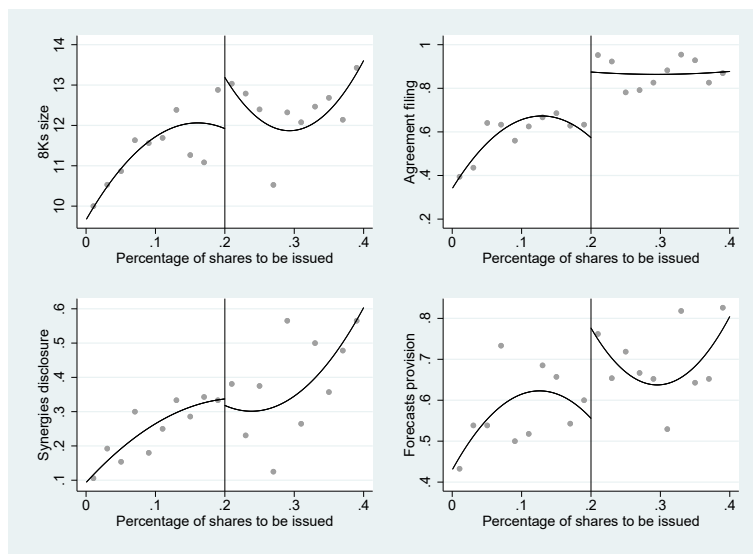 8Ks size
14
13
12
11
10
0 .1 .2 .3 .4
Percentage of shares to be issued
Agreement filing
1
.8
.6
.4
.2
0 .1 .2 .3 .4
Percentage of shares to be issued
Synergies disclosure
.6
.5
.4
.3
.2
.1
0 .1 .2 .3 .4
Percentage of shares to be issued
Forecasts provision
.8
.7
.6
.5
.4
0 .1 .2 .3 .4
Percentage of shares to be issued